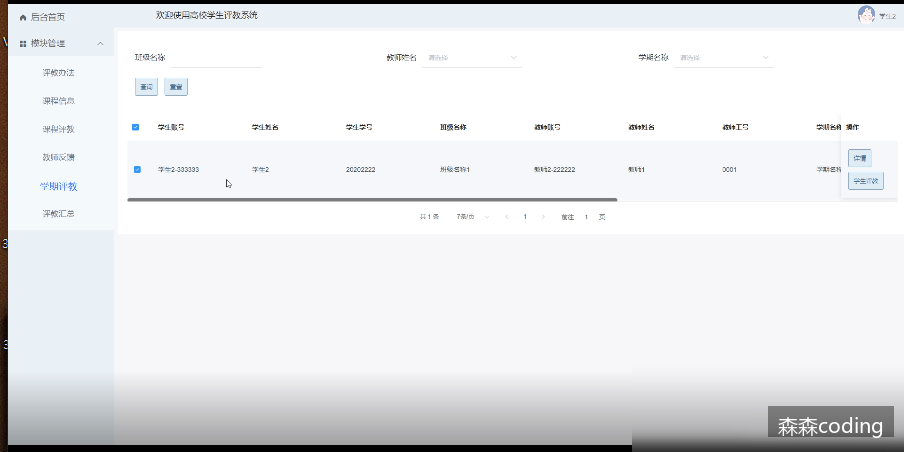 后台首页
欢迎使用高校学生评教系统
学生2
模块管理
评教办法
课程信息
课程评教
教师反馈
学期评教
评教汇总
班级名称
教师姓名 请选择
学期名称 请选择
查询 重置
学生账号 学生姓名 学生学号 班级名称 教师账号 教师姓名 教师工号 学期名称 操作
学生2-333333 学生2 20202222 班级名称1 教师2-222222 教师1 0001 学期名称 详情
学生评教
共 1 条 7条/页 1 前往 1 页
森森coding